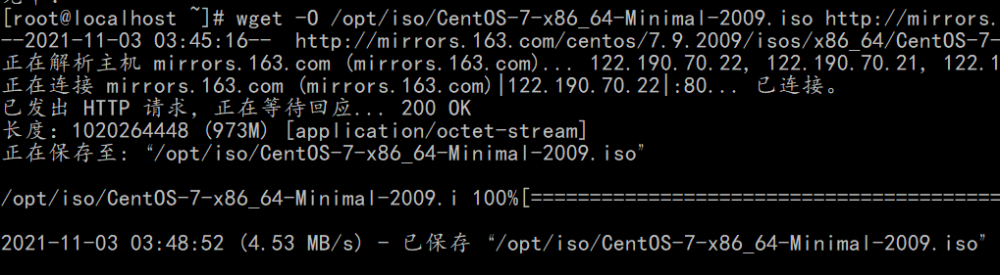 [root@localhost ~]# wget -O /opt/iso/CentOS-7-x86_64-Minimal-2009.iso http://mirrors.
--2021-11-03 03:45:16--  http://mirrors.163.com/centos/7.9.2009/isos/x86_64/CentOS-7-
正在解析主机 mirrors.163.com (mirrors.163.com)... 122.190.70.22, 122.190.70.21, 122.1
正在连接 mirrors.163.com (mirrors.163.com)|122.190.70.22|:80... 已连接。
已发出 HTTP 请求，正在等待回应... 200 OK
长度：1020264448 (973M) [application/octet-stream]
正在保存至: “/opt/iso/CentOS-7-x86_64-Minimal-2009.iso”
/opt/iso/CentOS-7-x86_64-Minimal-2009.i 100%[========================================
2021-11-03 03:48:52 (4.53 MB/s) - 已保存 “/opt/iso/CentOS-7-x86_64-Minimal-2009.iso”